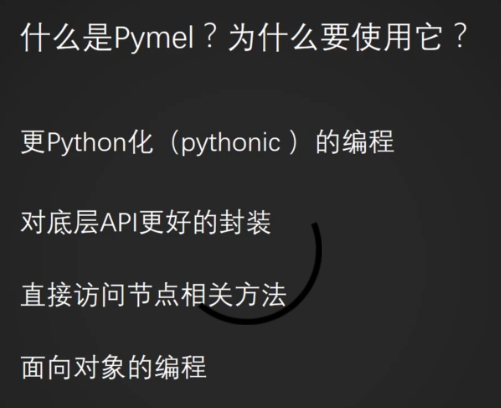 什么是Pymel？为什么要使用它？
更Python化（pythonic ）的编程
对底层API更好的封装
直接访问节点相关方法
面向对象的编程